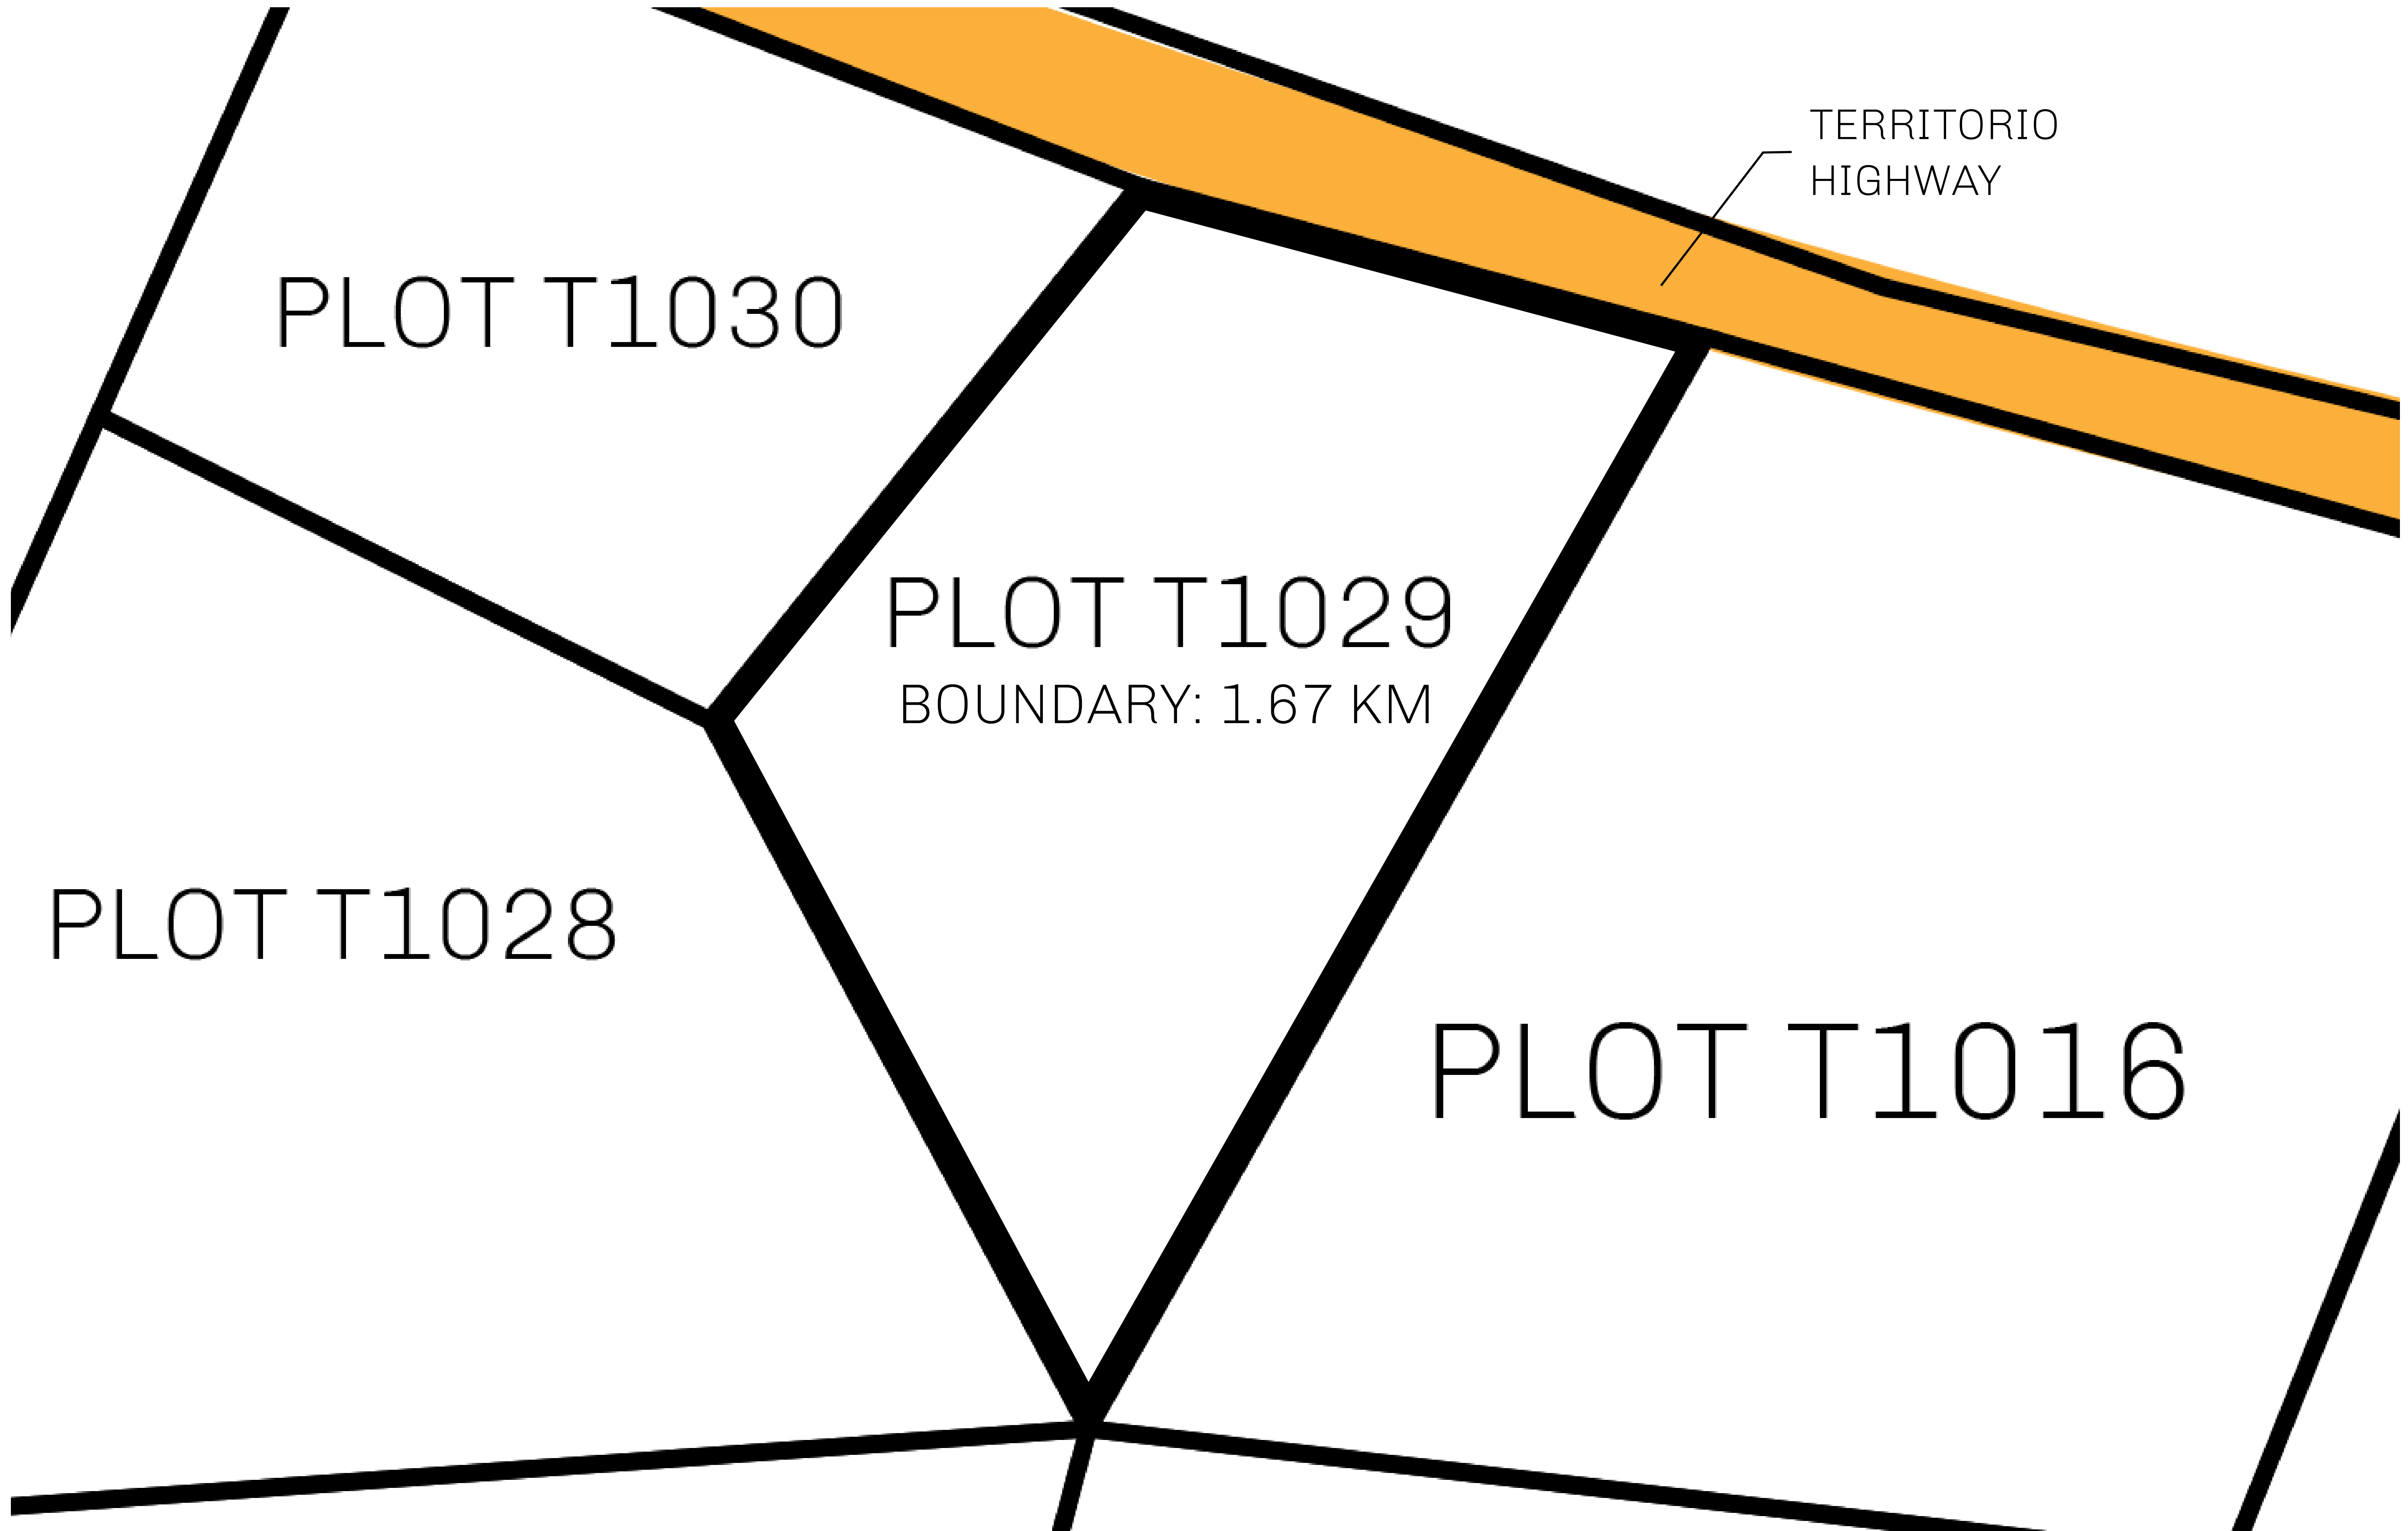 TERRITORIO
HIGHWAY
PLOT T1030
PLOT T1029
BOUNDARY: 1.67 KM
PLOT T1028
PLOT T1016